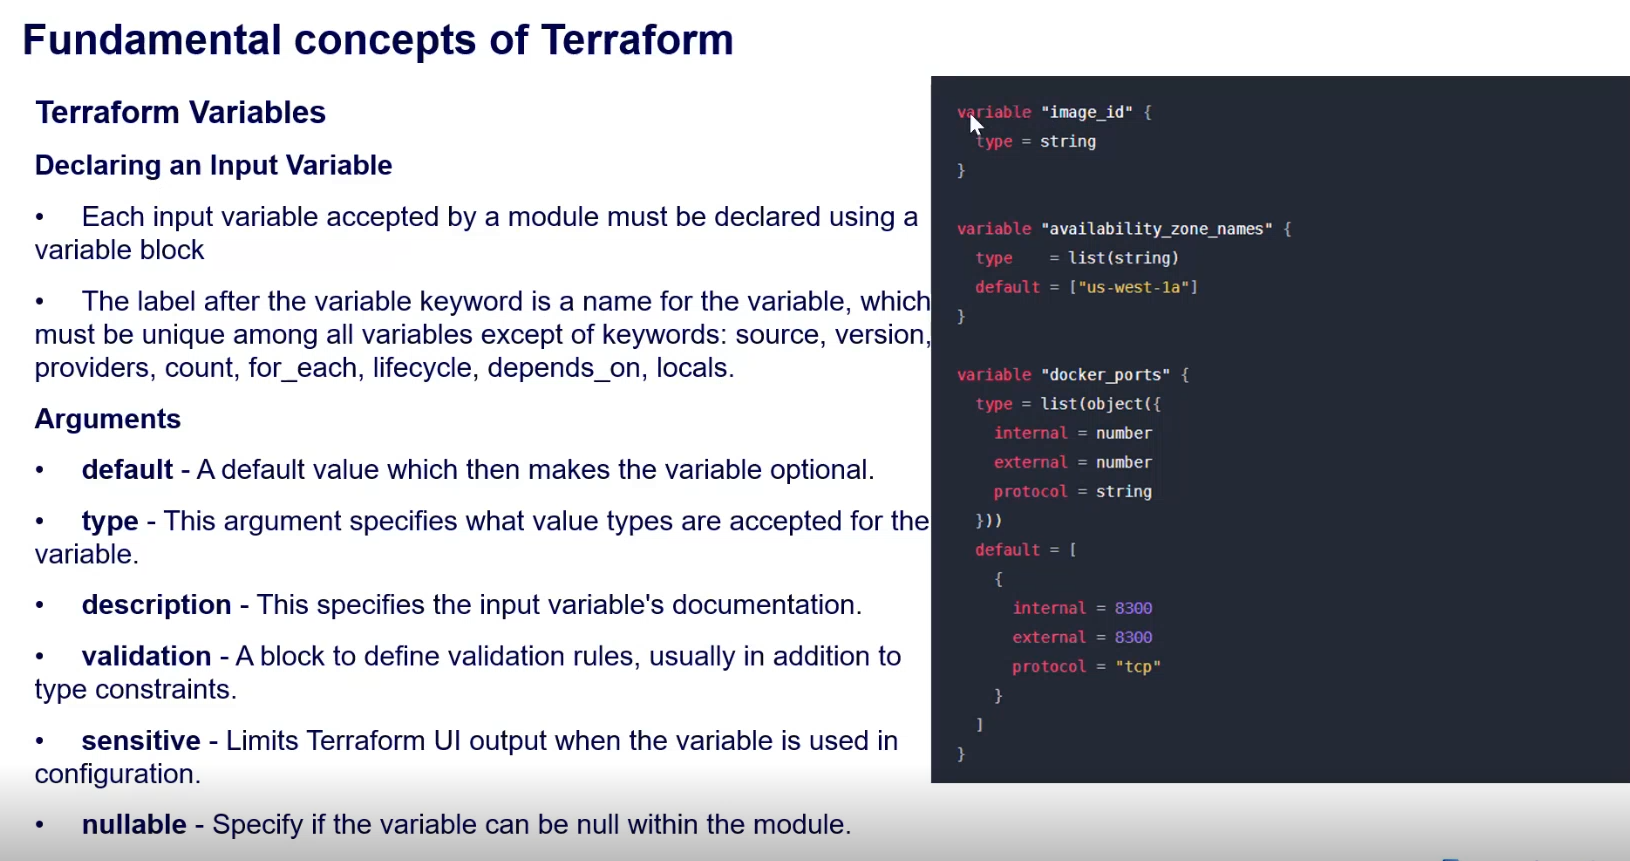 Fundamental concepts of Terraform
Terraform Variables
Declaring an Input Variable
• Each input variable accepted by a module must be declared using a
variable block
• The label after the variable keyword is a name for the variable, which
must be unique among all variables except of keywords: source, version,
providers, count, for_each, lifecycle, depends_on, locals.
Arguments
• default - A default value which then makes the variable optional.
• type - This argument specifies what value types are accepted for the
variable.
• description - This specifies the input variable's documentation.
• validation - A block to define validation rules, usually in addition to
type constraints.
• sensitive - Limits Terraform UI output when the variable is used in
configuration.
• nullable - Specify if the variable can be null within the module.
variable "image_id" {
  type = string
}

variable "availability_zone_names" {
  type    = list(string)
  default = ["us-west-1a"]
}

variable "docker_ports" {
  type = list(object({
    internal = number
    external = number
    protocol = string
  }))
  default = [
    {
      internal = 8300
      external = 8300
      protocol = "tcp"
    }
  ]
}